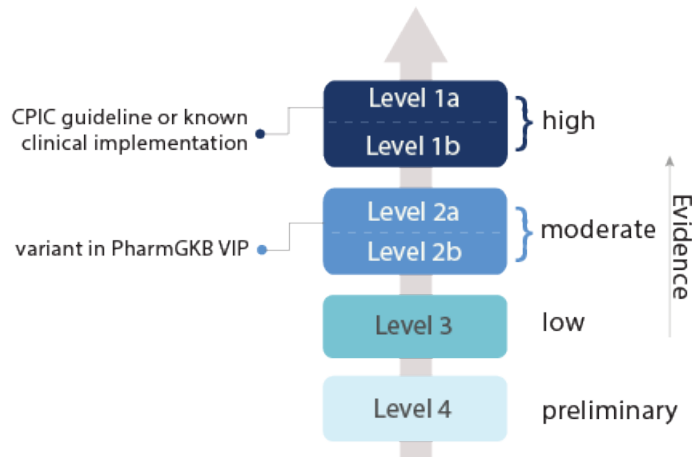 CPIC guideline or known
clinical implementation
Level 1a
Level 1b
high
variant in PharmGKB VIP
Level 2a
Level 2b
moderate
Level 3
low
Level 4
preliminary
Evidence